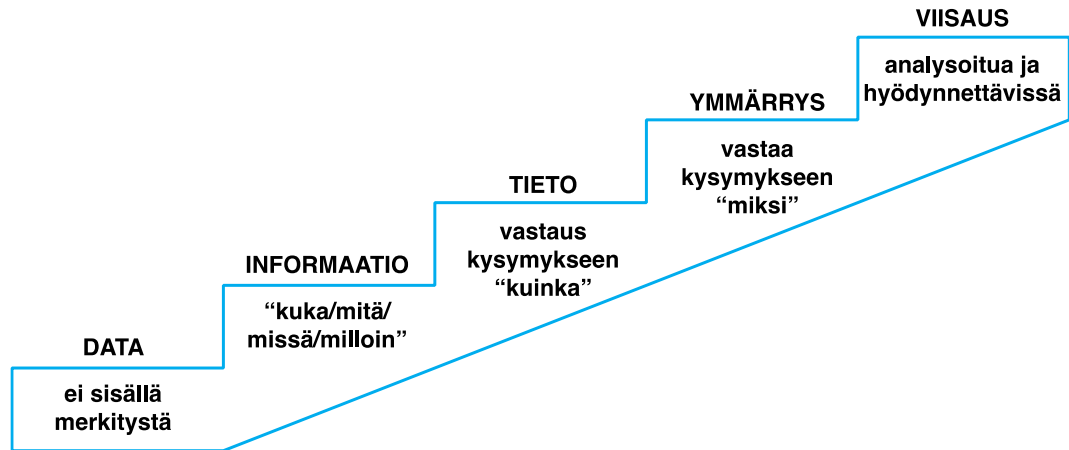 DATA
ei sisällä
merkitystä
INFORMAATIO
“kuka/mitä/
missä/milloin”
TIETO
vastaus
kysymykseen
“kuinka”
YMMÄRRYS
vastaa
kysymykseen
“miksi”
VIISAUS
analysoitua ja
hyödynnettävissä